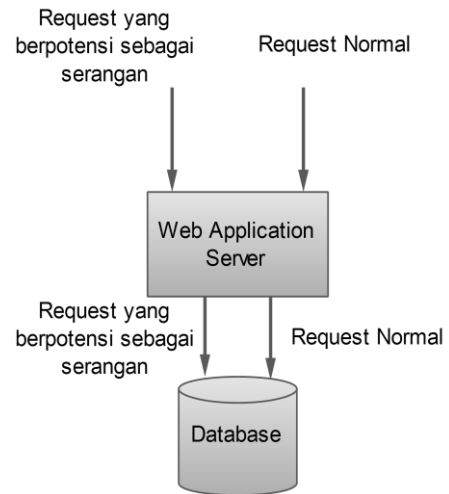 Request yang
berpotensi sebagai
serangan
Request Normal
Web Application
Server
Request yang
berpotensi sebagai
serangan
Request Normal
Database